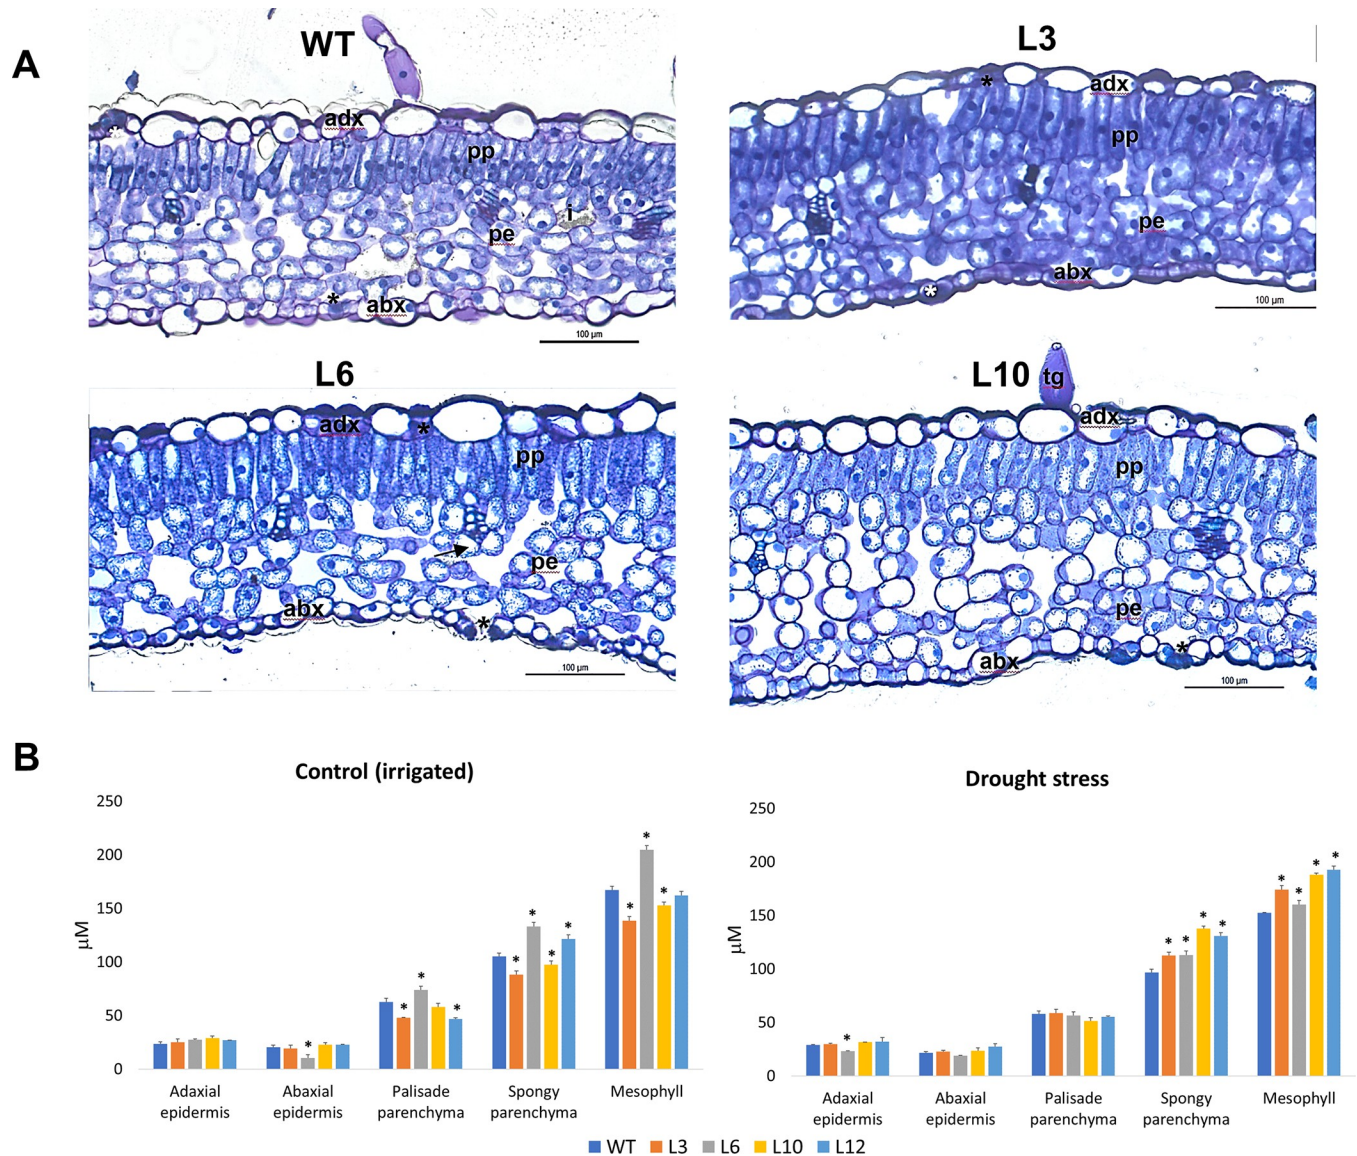 A
WT
adx
*
pp
i
pe
*
abx
100 µm
L3
*
adx
pp
pe
abx
*
100 µm
L6
adx
*
pp
pe
abx
*
100 µm
L10
tg
adx
pp
pe
abx
*
100 µm
B
Control (irrigated)
250
200
150
100
50
0
µM
* * * * * * * * * * *
Adaxial epidermis
Abaxial epidermis
Palisade parenchyma
Spongy parenchyma
Mesophyll
Drought stress
250
200
150
100
50
0
µM
* * * * * * * * *
Adaxial epidermis
Abaxial epidermis
Palisade parenchyma
Spongy parenchyma
Mesophyll
WT L3 L6 L10 L12